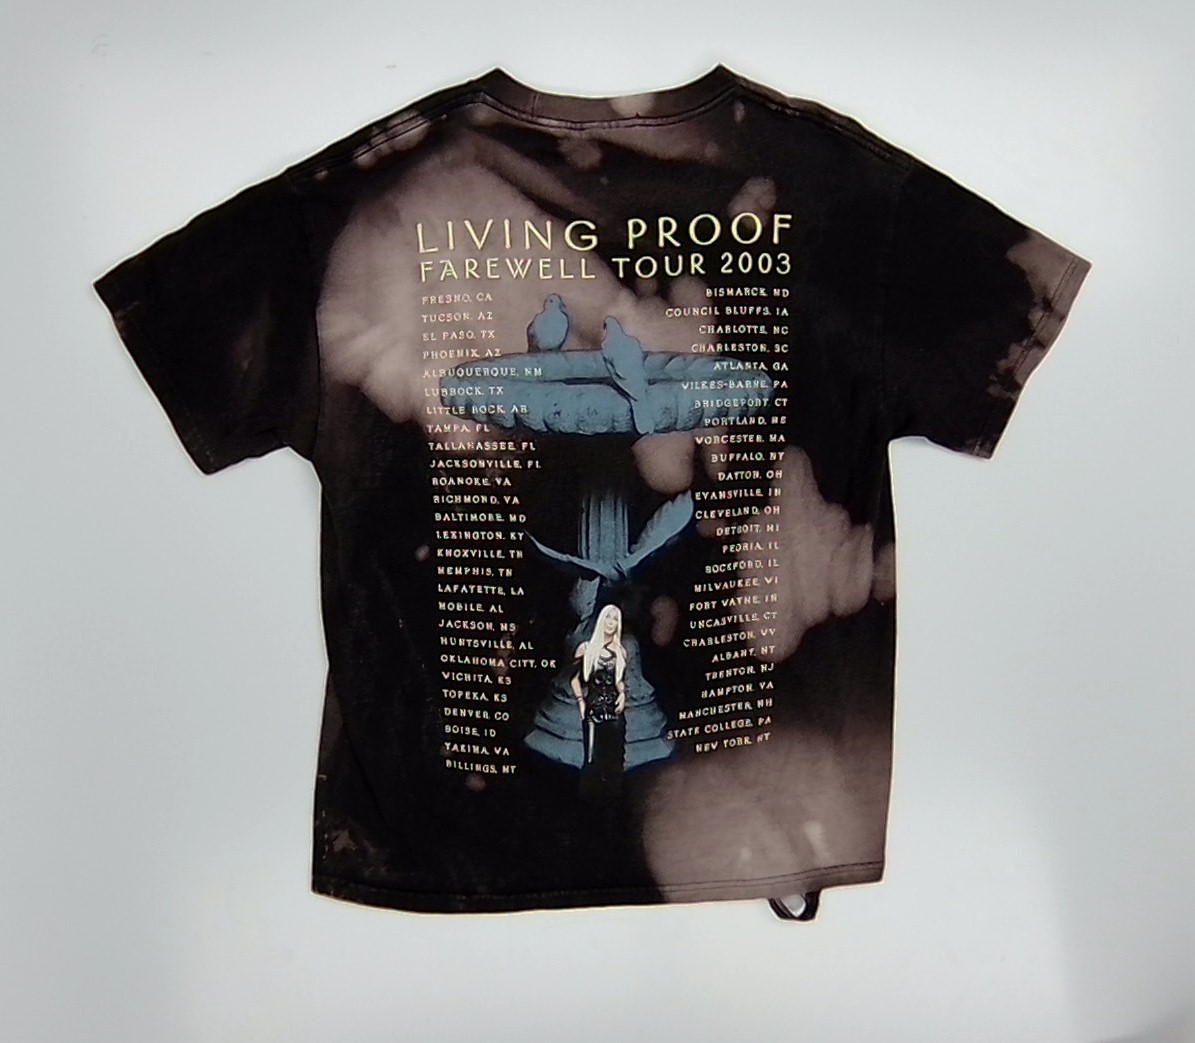 LIVING PROOF
FAREWELL TOUR 2003
FRESNO, CA
TUCSON, AZ
EL PASO, TX
PHOENIX, AZ
ALBUQUERQUE, NM
LUBBOCK, TX
LITTLE ROCK, AR
TAMPA, FL
TALLAHASSEE, FL
JACKSONVILLE, FL
ROANOKE, VA
RICHMOND, VA
BALTIMORE, MD
LEXINGTON, KY
KNOXVILLE, TN
MEMPHIS, TN
LAFAYETTE, LA
MOBILE, AL
JACKSON, MS
HUNTSVILLE, AL
OKLAHOMA CITY, OK
WICHITA, KS
TOPEKA, KS
DENVER, CO
BOISE, ID
YAKIMA, WA
BILLINGS, MT
BISMARCK, ND
COUNCIL BLUFFS, IA
CHARLOTTE, NC
CHARLESTON, SC
ATLANTA, GA
WILKES-BARRE, PA
BRIDGEPORT, CT
PORTLAND, ME
WORCESTER, MA
BUFFALO, NY
DAYTON, OH
EVANSVILLE, IN
CLEVELAND, OH
DETROIT, MI
PEORIA, IL
ROCKFORD, IL
MILWAUKEE, WI
FORT WAYNE, IN
UNCASVILLE, CT
CHARLESTON, WV
ALBANY, NY
TRENTON, NJ
HAMPTON, VA
MANCHESTER, NH
STATE COLLEGE, PA
NEW YORK, NY